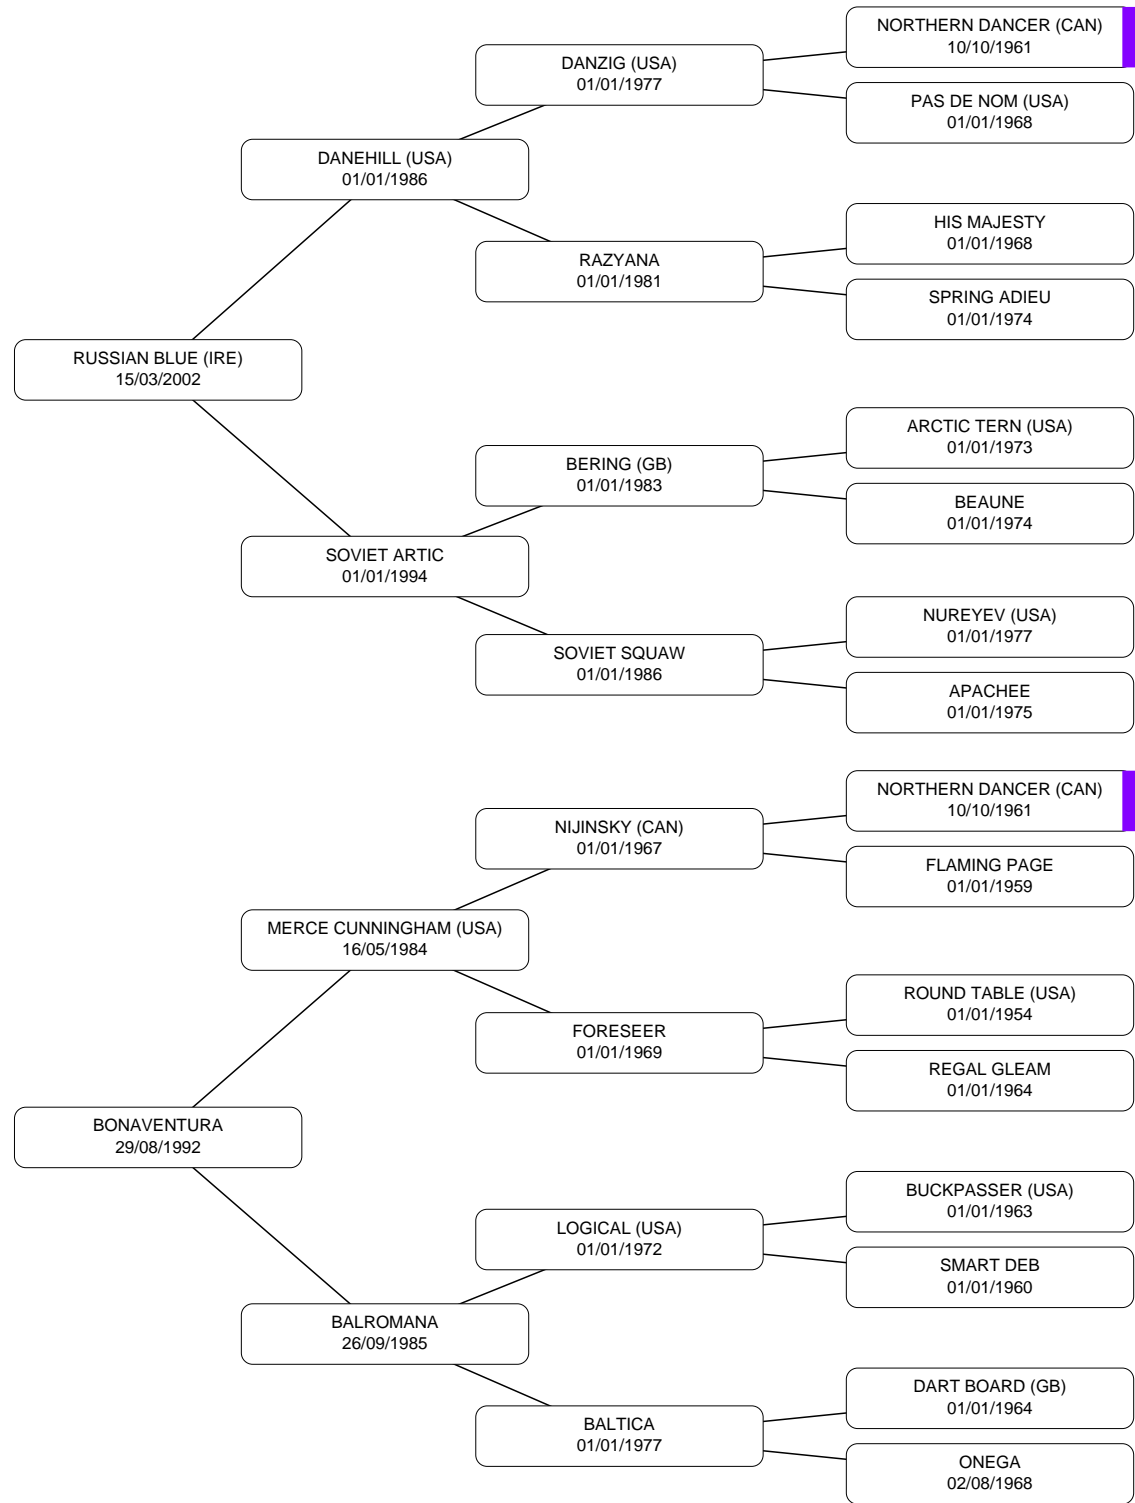 NORTHERN DANCER (CAN)
10/10/1961
DANZIG (USA)
01/01/1977
PAS DE NOM (USA)
01/01/1968
DANEHILL (USA)
01/01/1986
HIS MAJESTY
01/01/1968
RAZYANA
01/01/1981
SPRING ADIEU
01/01/1974
RUSSIAN BLUE (IRE)
15/03/2002
ARCTIC TERN (USA)
01/01/1973
BERING (GB)
01/01/1983
BEAUNE
01/01/1974
SOVIET ARTIC
01/01/1994
NUREYEV (USA)
01/01/1977
SOVIET SQUAW
01/01/1986
APACHEE
01/01/1975
NORTHERN DANCER (CAN)
10/10/1961
NIJINSKY (CAN)
01/01/1967
FLAMING PAGE
01/01/1959
MERCE CUNNINGHAM (USA)
16/05/1984
ROUND TABLE (USA)
01/01/1954
FORESEER
01/01/1969
REGAL GLEAM
01/01/1964
BONAVENTURA
29/08/1992
BUCKPASSER (USA)
01/01/1963
LOGICAL (USA)
01/01/1972
SMART DEB
01/01/1960
BALROMANA
26/09/1985
DART BOARD (GB)
01/01/1964
BALTICA
01/01/1977
ONEGA
02/08/1968